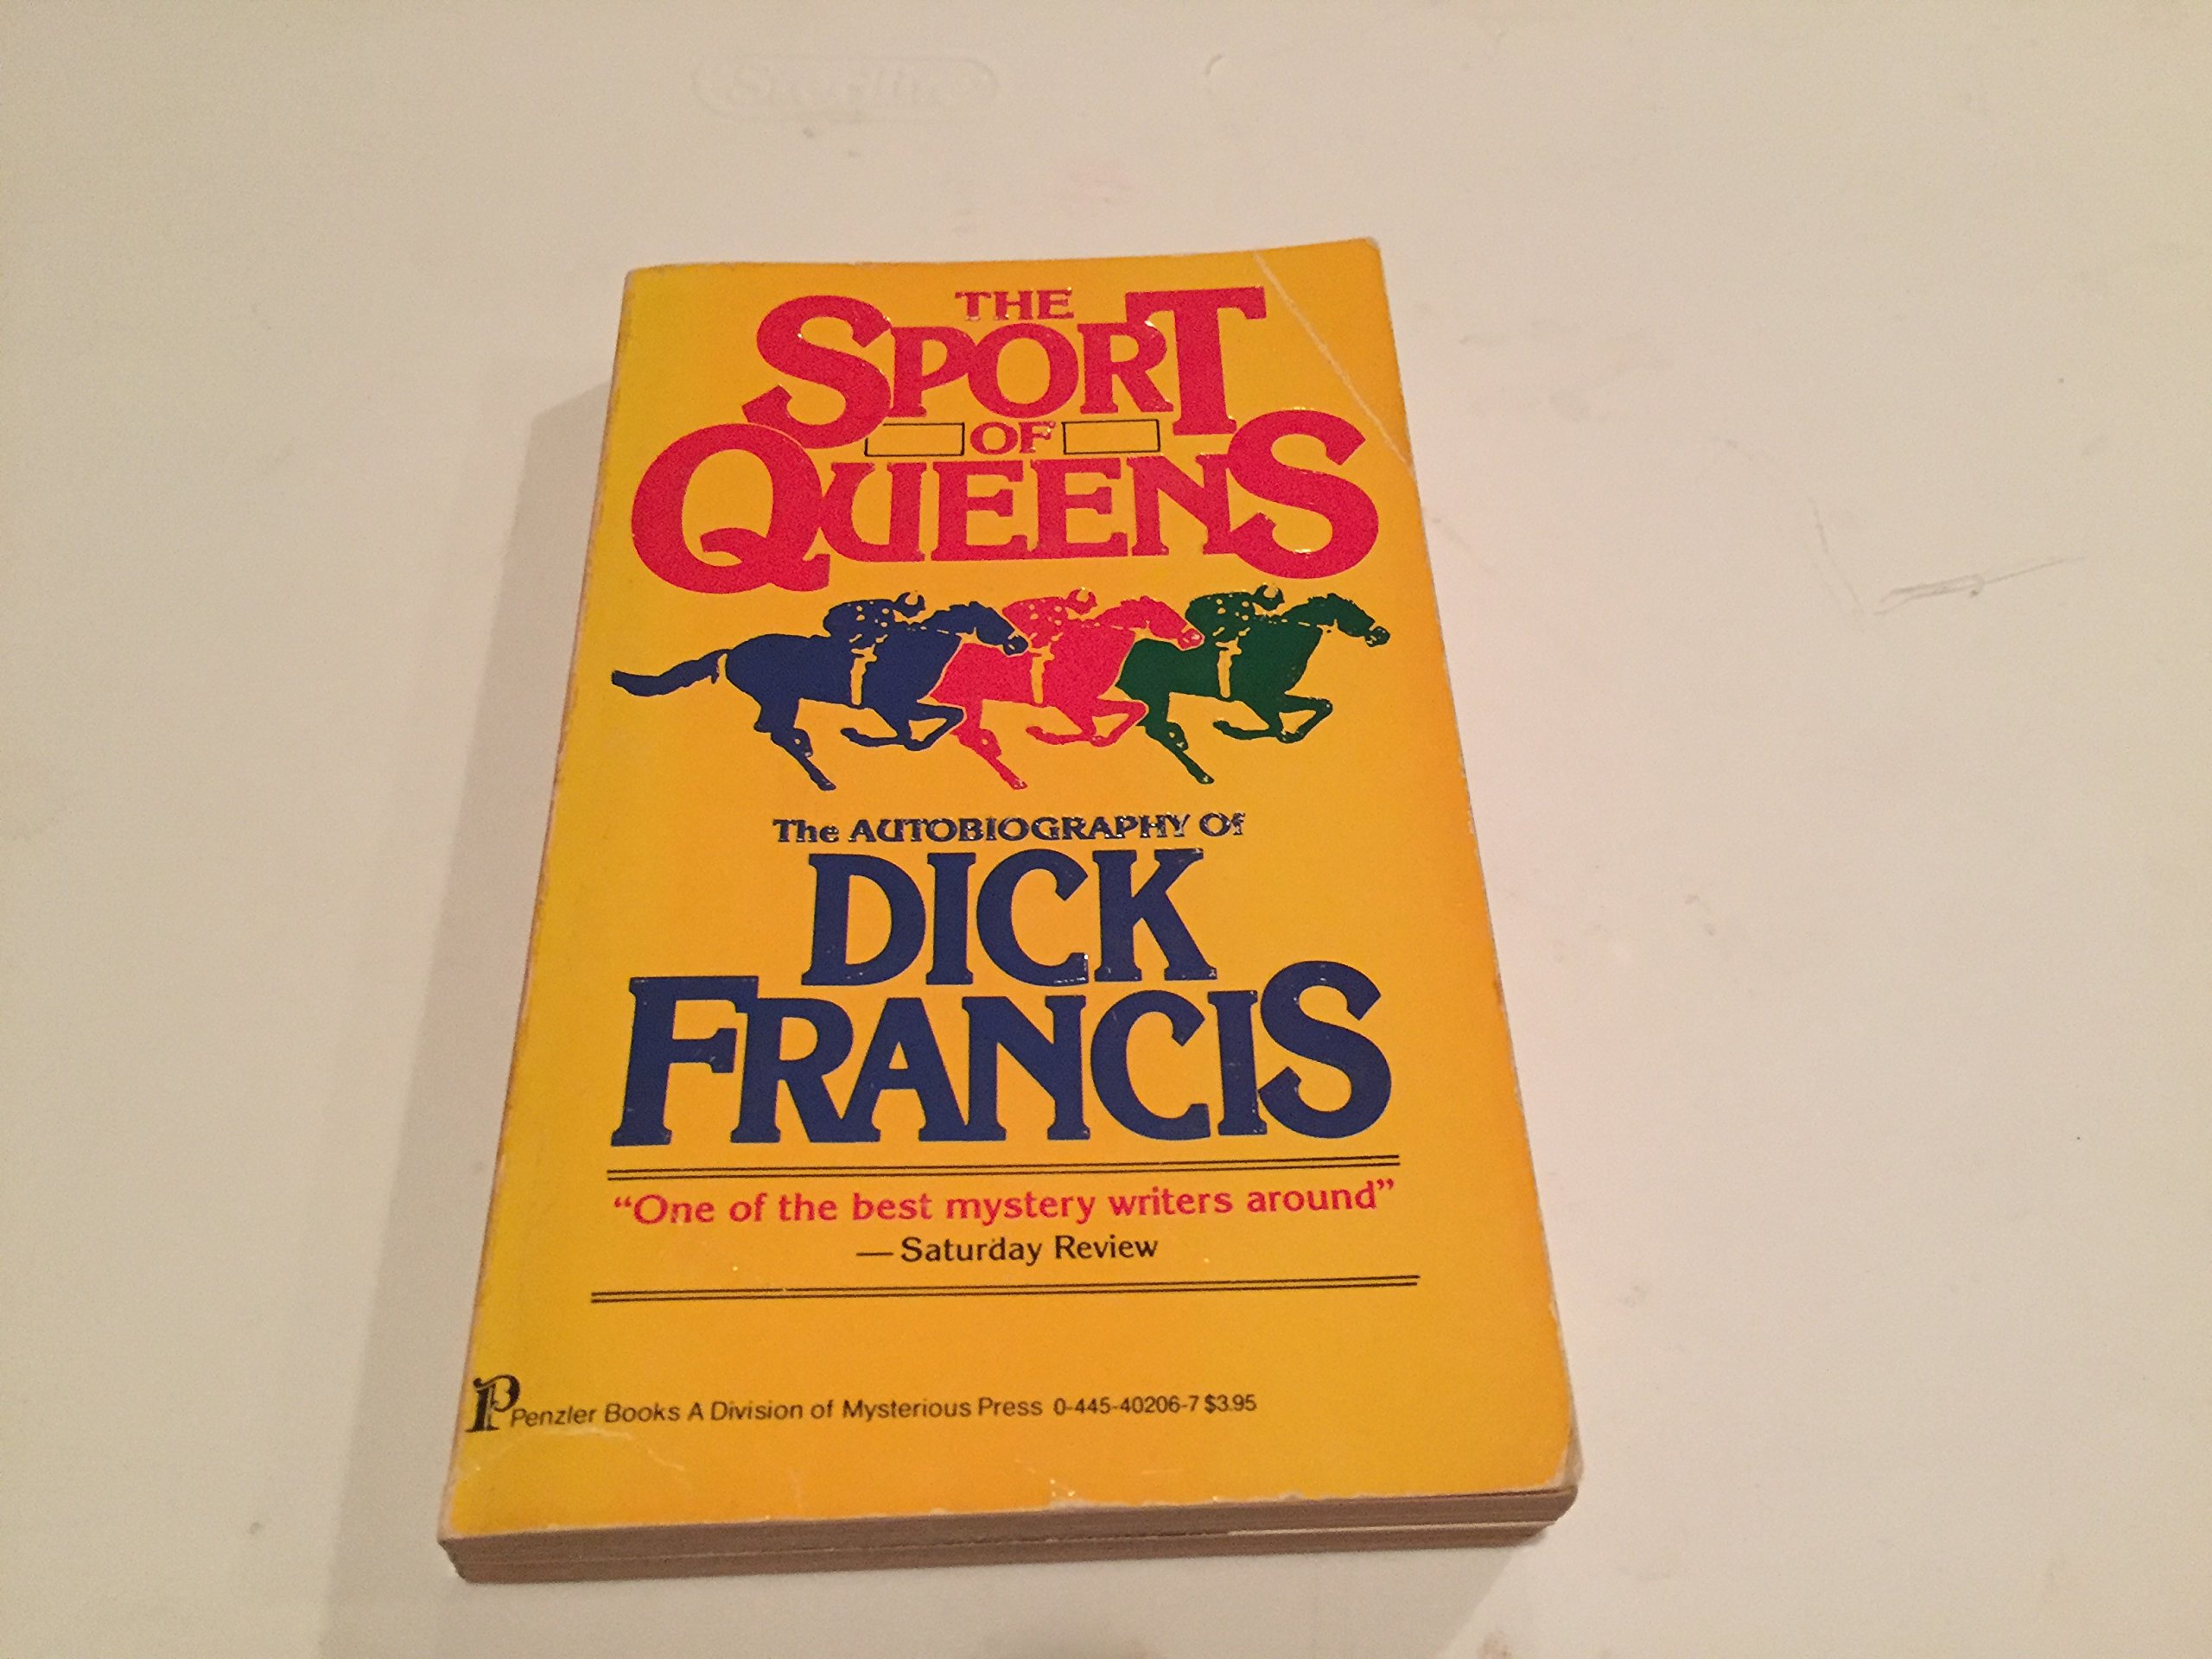 THE
SPORT
OF
QUEENS
The AUTOBIOGRAPHY Of
DICK
FRANCIS
“One of the best mystery writers around”
— Saturday Review
Penzler Books A Division of Mysterious Press 0-445-40206-7 $3.95